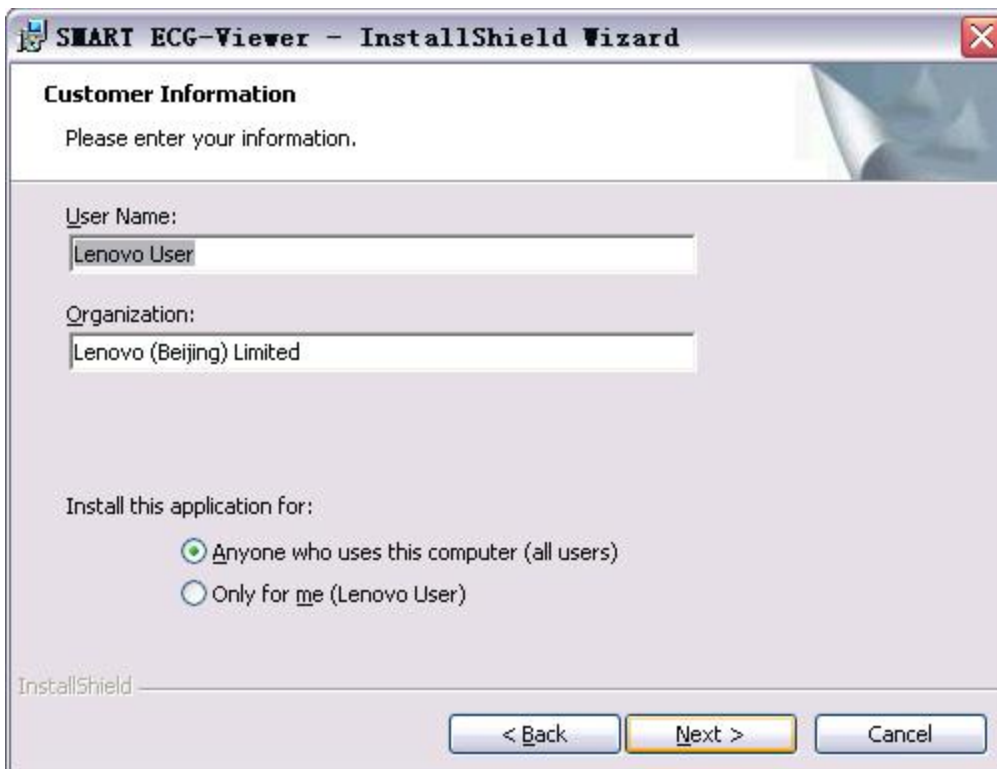 SMART ECG-Viewer - InstallShield Wizard
Customer Information
Please enter your information.
User Name:
Lenovo User
Organization:
Lenovo (Beijing) Limited
Install this application for:
Anyone who uses this computer (all users)
Only for me (Lenovo User)
InstallShield
< Back
Next >
Cancel